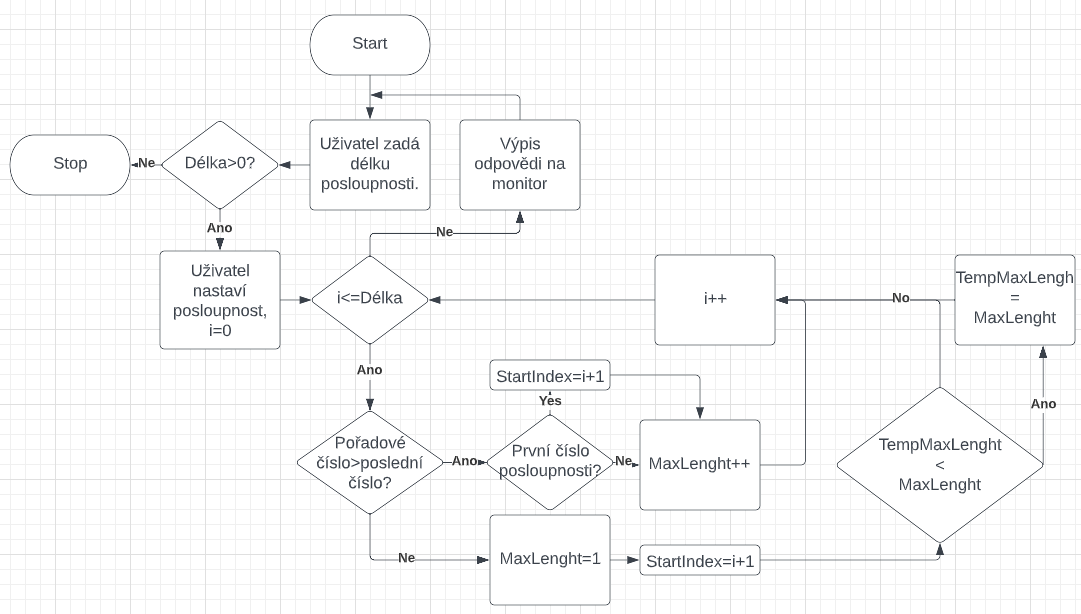 Start
Uživatel zadá
délku
posloupnosti.
Výpis
odpovědi na
monitor
Stop
Ne
Délka>0?
Ano
Ne
Uživatel
nastaví
posloupnost,
i=0
i<=Délka
i++
No
TempMaxLengh
=
MaxLenght
Ano
StartIndex=i+1
Yes
Ano
Pořadové
číslo>poslední
číslo?
Ano
První číslo
posloupnosti?
Ne
MaxLenght++
TempMaxLenght
<
MaxLenght
Ne
MaxLenght=1
StartIndex=i+1